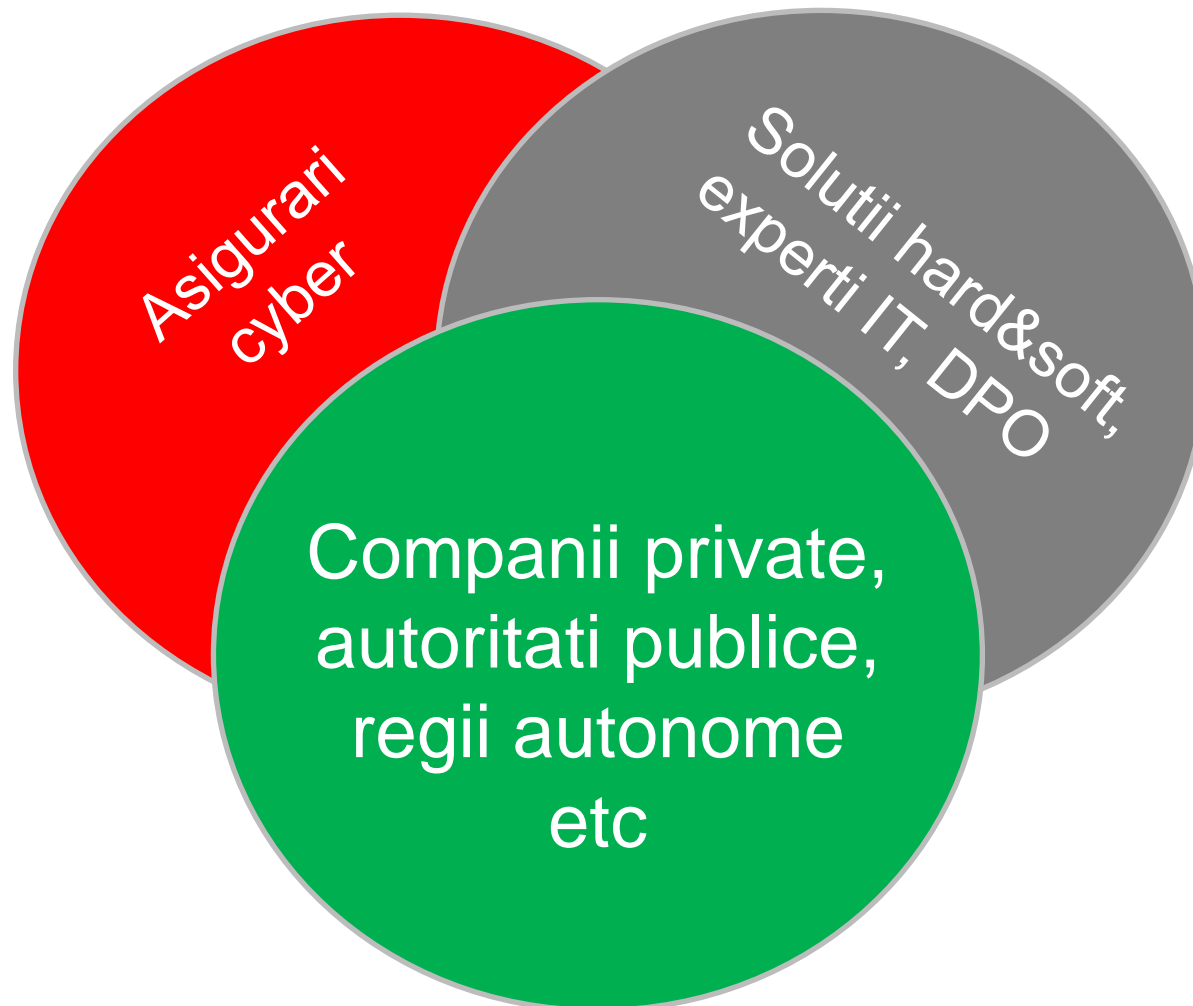 Asigurari
cyber
Solutii hard&soft,
experti IT, DPO
Companii private,
autoritati publice,
regii autonome
etc